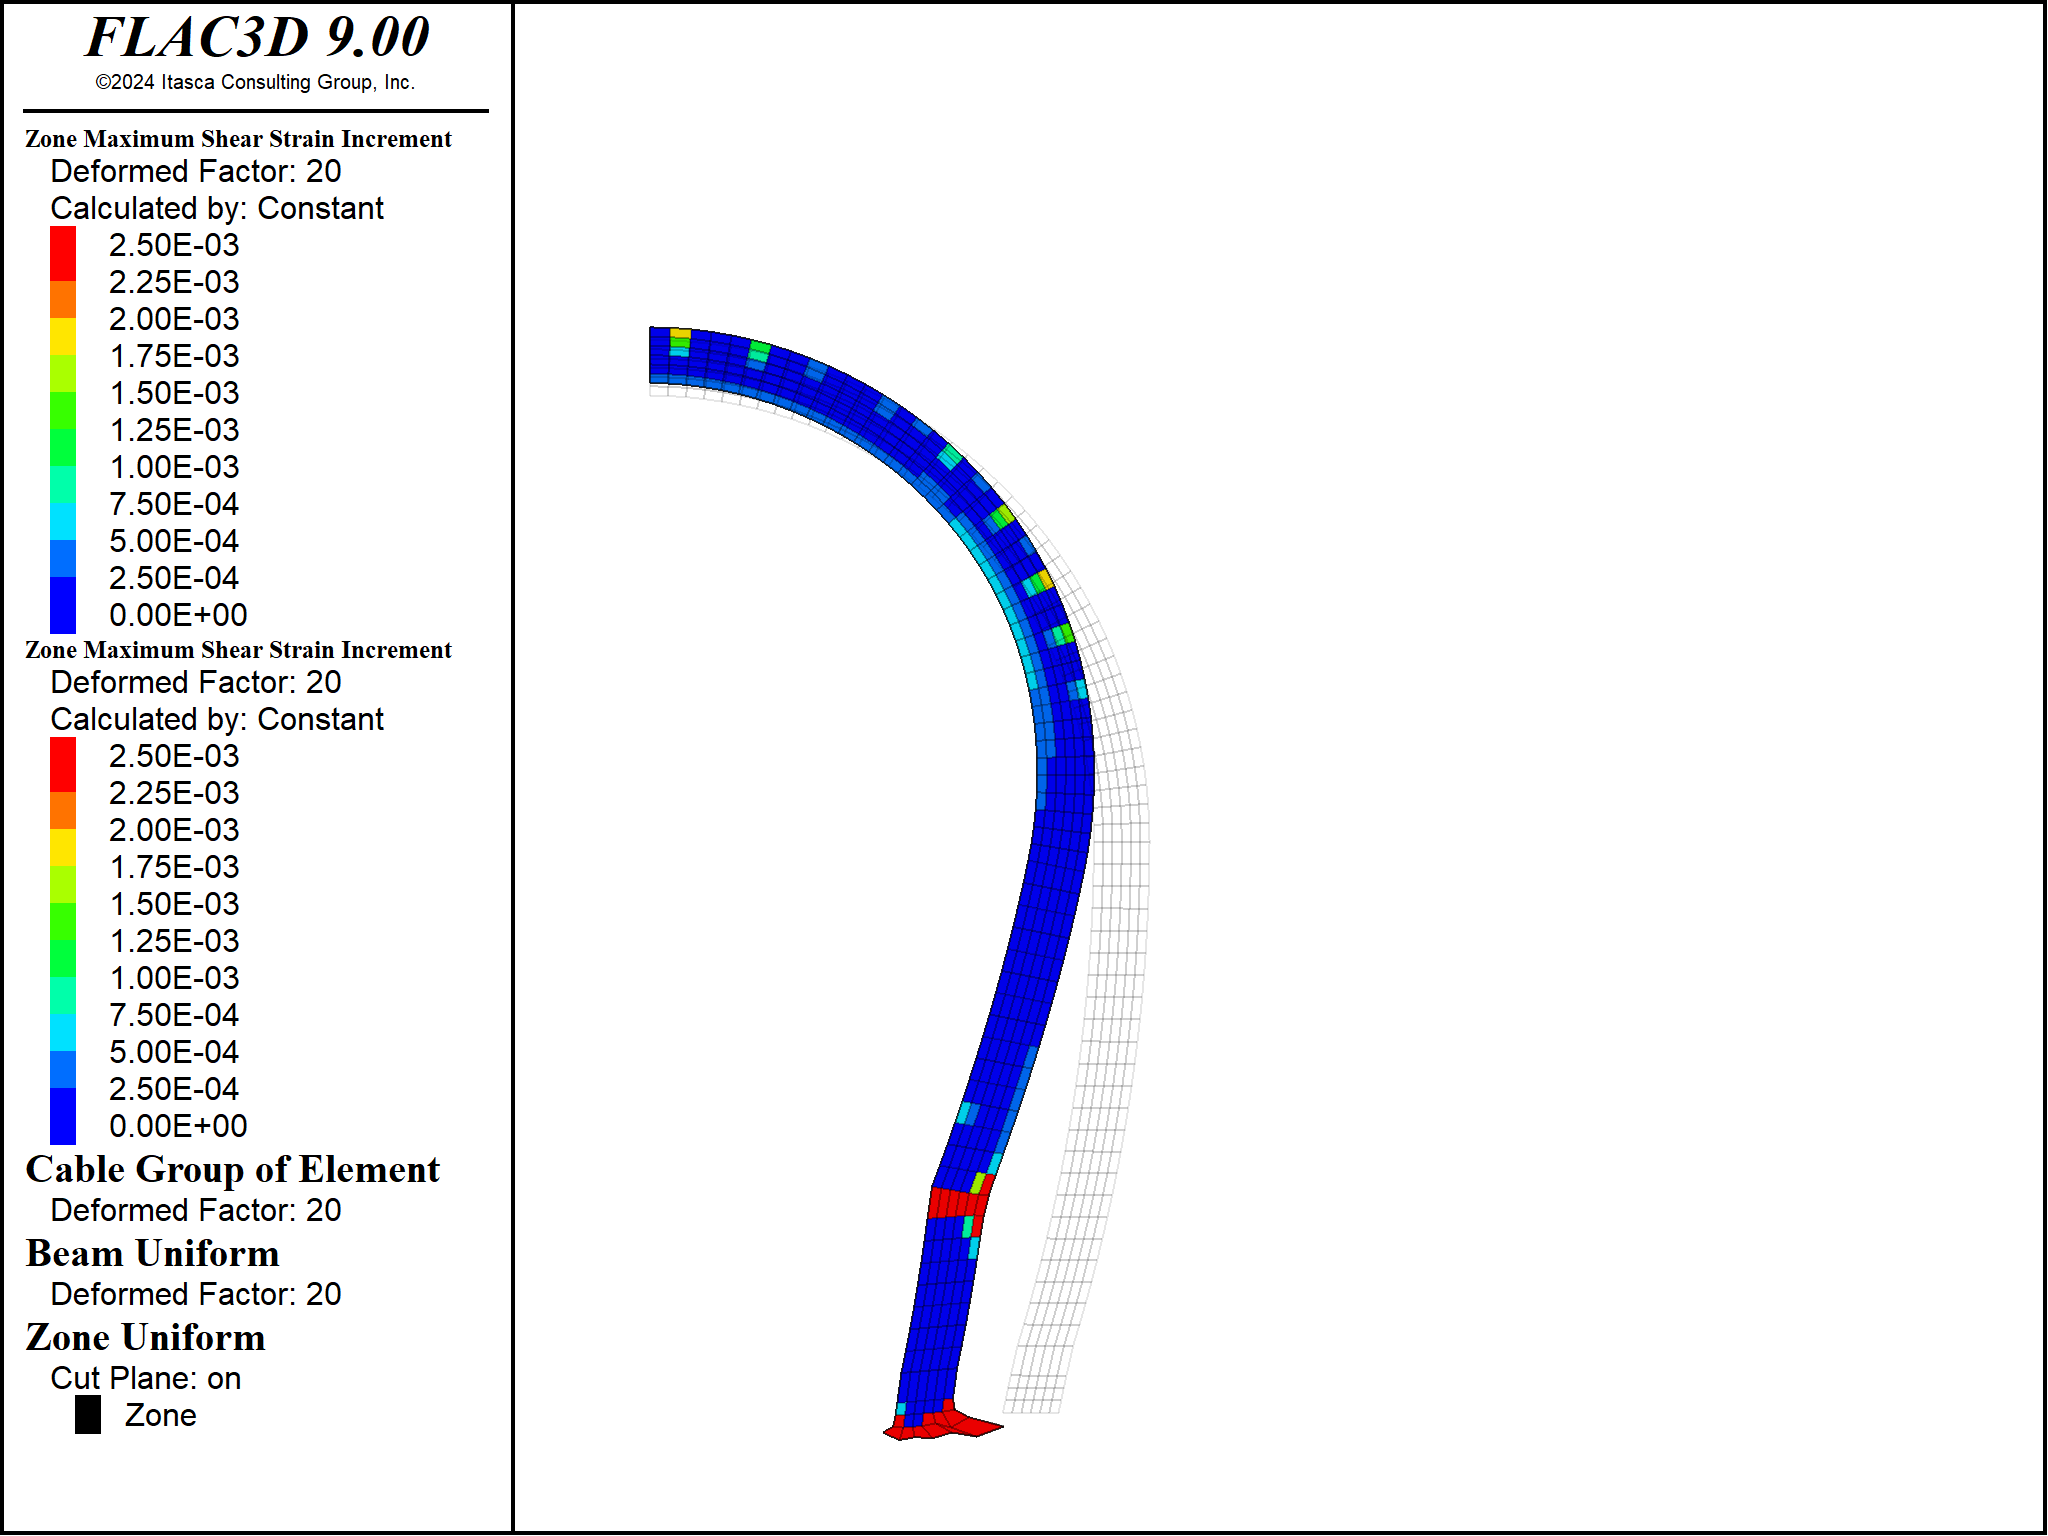 FLAC3D 9.00
©2024 Itasca Consulting Group, Inc.
Zone Maximum Shear Strain Increment
Deformed Factor: 20
Calculated by: Constant
2.50E-03
2.25E-03
2.00E-03
1.75E-03
1.50E-03
1.25E-03
1.00E-03
7.50E-04
5.00E-04
2.50E-04
0.00E+00
Zone Maximum Shear Strain Increment
Deformed Factor: 20
Calculated by: Constant
2.50E-03
2.25E-03
2.00E-03
1.75E-03
1.50E-03
1.25E-03
1.00E-03
7.50E-04
5.00E-04
2.50E-04
0.00E+00
Cable Group of Element
Deformed Factor: 20
Beam Uniform
Deformed Factor: 20
Zone Uniform
Cut Plane: on
Zone